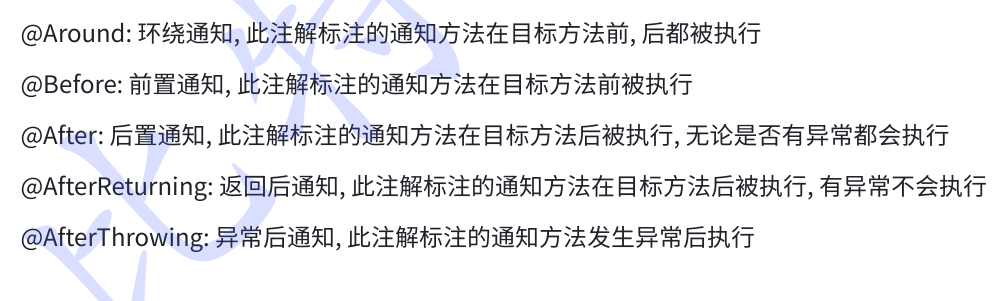 @Around: 环绕通知, 此注解标注的通知方法在目标方法前, 后都被执行
@Before: 前置通知, 此注解标注的通知方法在目标方法前被执行
@After: 后置通知, 此注解标注的通知方法在目标方法后被执行, 无论是否有异常都会执行
@AfterReturning: 返回后通知, 此注解标注的通知方法在目标方法后被执行, 有异常不会执行
@AfterThrowing: 异常后通知, 此注解标注的通知方法发生异常后执行
比特